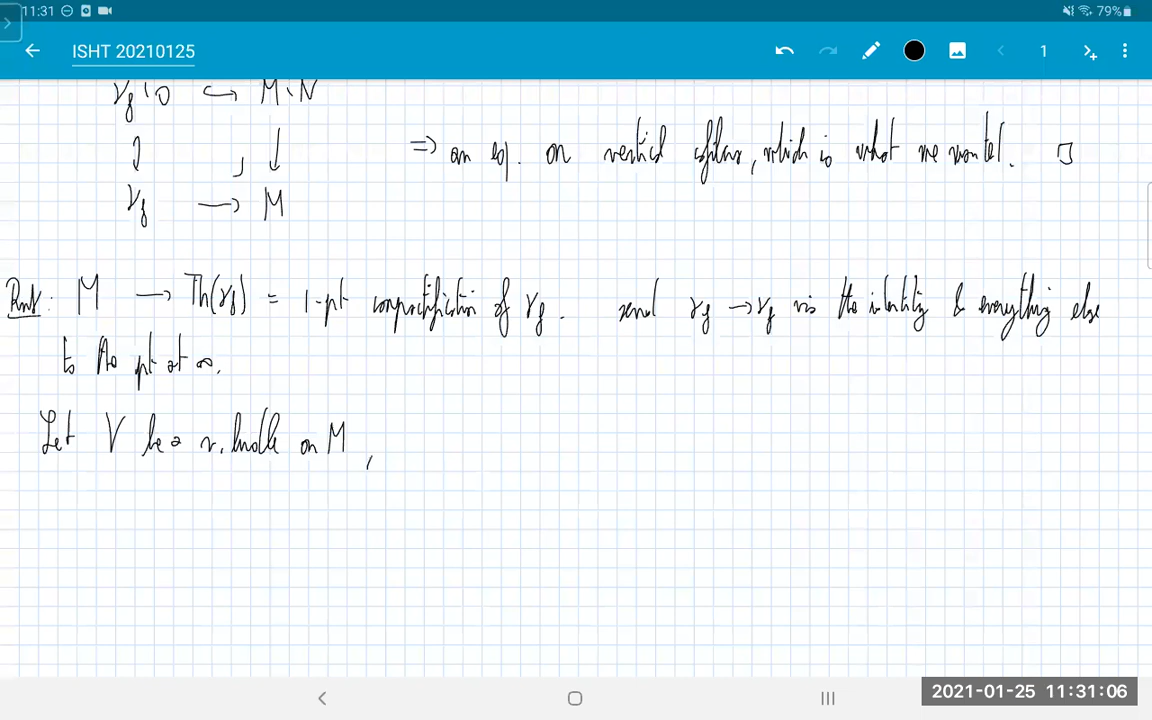 11:31 79%
ISHT 20210125 1
ν_f \ 0 ↪ M \ N
⇒ an eq. on vertical cofibers, which is what we wanted. □
ν_f → M
Rmk: M → Th(ν_f) = 1-pt compactification of ν_f. send ν_f → ν_f via the identity & everything else
to the pt at ∞.
Let V be a v. bndle on M,
2021-01-25 11:31:06